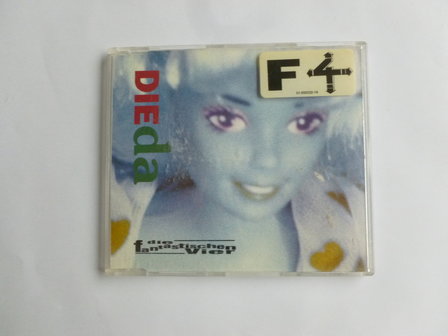 F4
DIEda
die
fantastischen
Vier